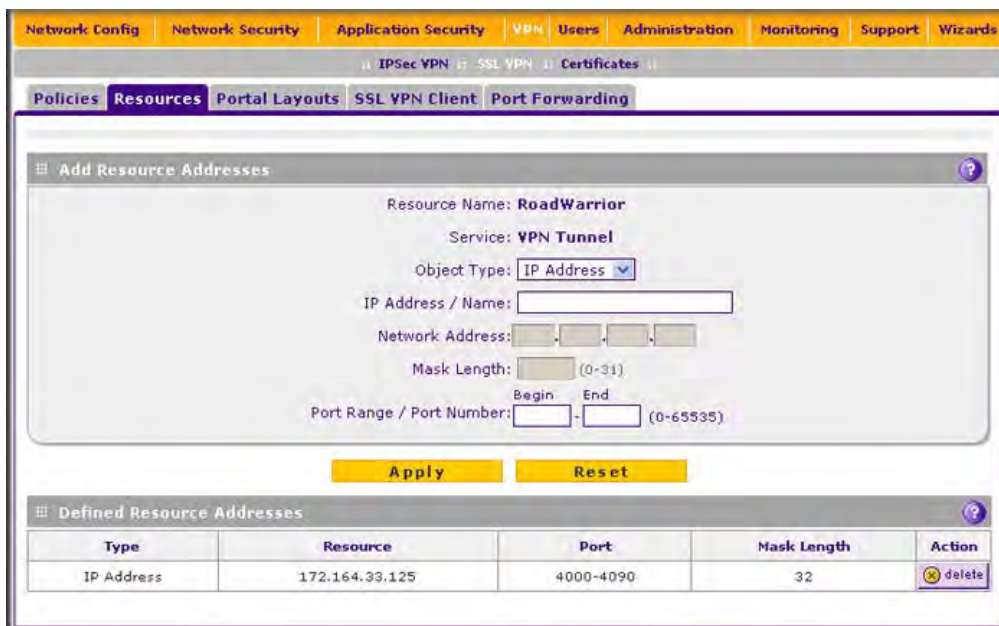 Network Config Network Security Application Security VPN Users Administration Monitoring Support Wizards
:: IPSec VPN :: SSL VPN :: Certificates ::
Policies Resources Portal Layouts SSL VPN Client Port Forwarding
Add Resource Addresses ?
Resource Name: RoadWarrior
Service: VPN Tunnel
Object Type: IP Address
IP Address / Name:
Network Address: . . .
Mask Length: (0-31)
Begin End
Port Range / Port Number: - (0-65535)
Apply Reset
Defined Resource Addresses ?
Type Resource Port Mask Length Action
IP Address 172.164.33.125 4000-4090 32 delete